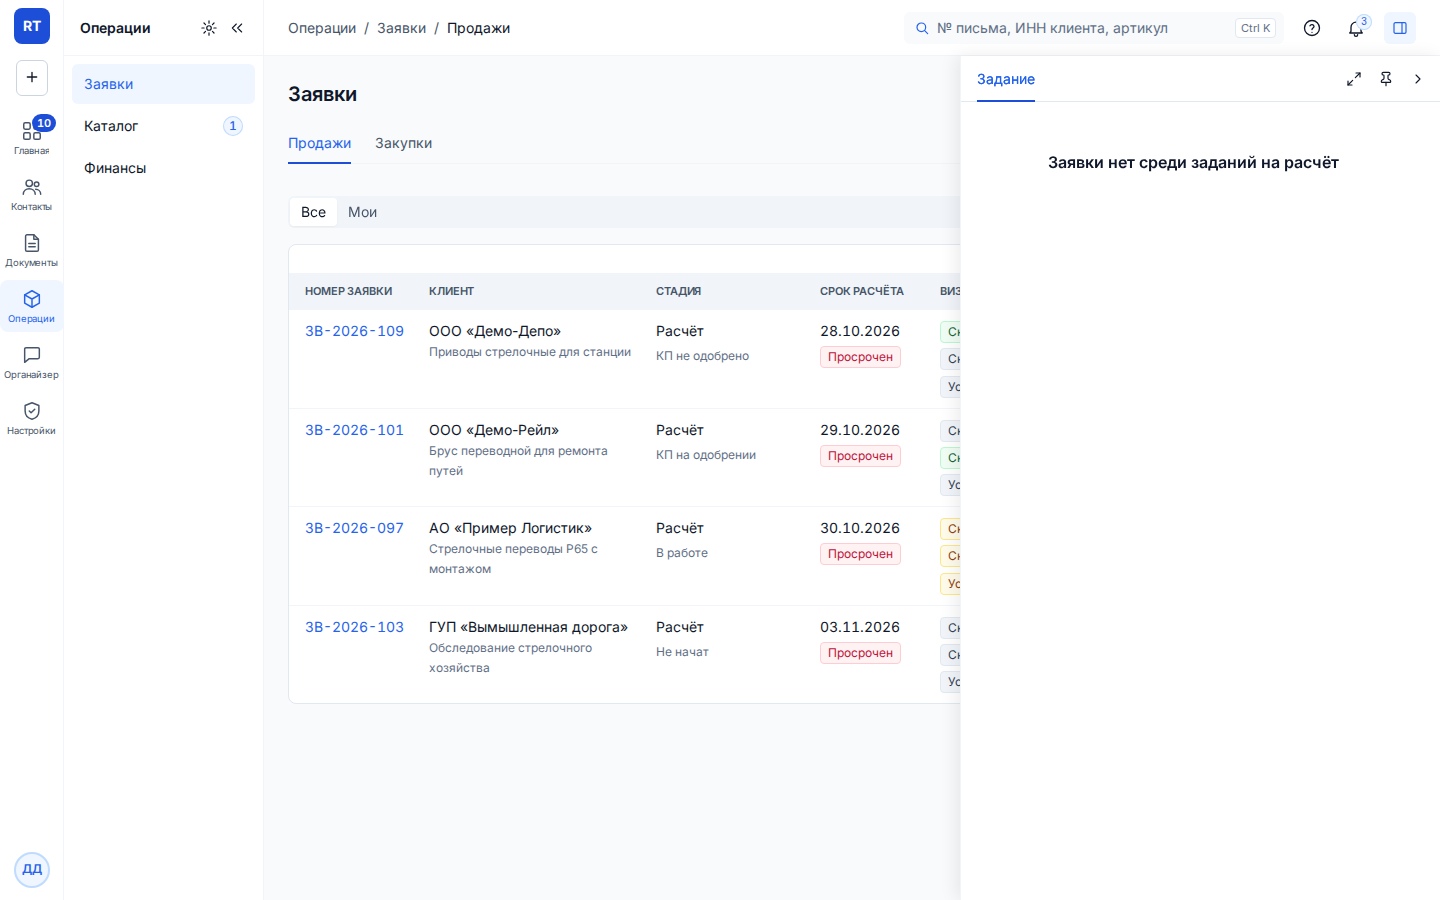 RT
Операции
Операции / Заявки / Продажи
№ письма, ИНН клиента, артикул
Ctrl K
3
10
Главная
Контакты
Документы
Операции
Органайзер
Настройки
ДД
Заявки
Каталог
1
Финансы
Заявки
Продажи
Закупки
Все
Мои
НОМЕР ЗАЯВКИ
КЛИЕНТ
СТАДИЯ
СРОК РАСЧЁТА
ЗВ-2026-109
ООО «Демо-Депо»
Приводы стрелочные для станции
Расчёт
КП не одобрено
28.10.2026
Просрочен
ЗВ-2026-101
ООО «Демо-Рейл»
Брус переводной для ремонта
путей
Расчёт
КП на одобрении
29.10.2026
Просрочен
ЗВ-2026-097
АО «Пример Логистик»
Стрелочные переводы Р65 с
монтажом
Расчёт
В работе
30.10.2026
Просрочен
ЗВ-2026-103
ГУП «Вымышленная дорога»
Обследование стрелочного
хозяйства
Расчёт
Не начат
03.11.2026
Просрочен
Задание
Заявки нет среди заданий на расчёт